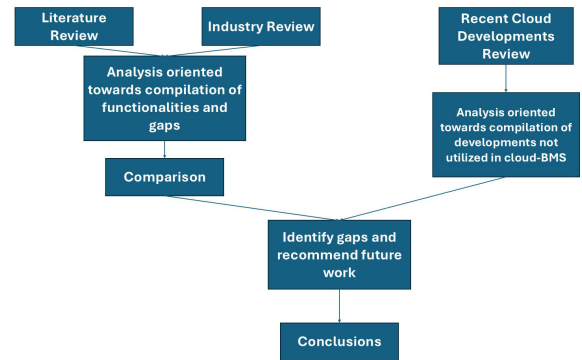 Literature
Review
Industry Review
Recent Cloud
Developments
Review
Analysis oriented
towards compilation of
functionalities and
gaps
Analysis oriented
towards compilation of
developments not
utilized in cloud-BMS
Comparison
Identify gaps and
recommend future
work
Conclusions